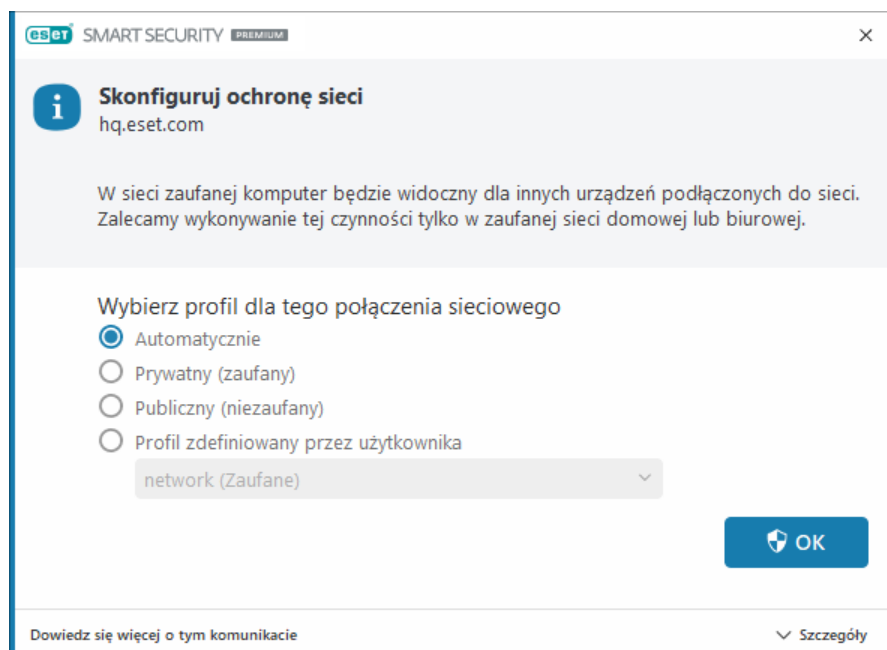 eset SMART SECURITY PREMIUM
Skonfiguruj ochronę sieci
hq.eset.com
W sieci zaufanej komputer będzie widoczny dla innych urządzeń podłączonych do sieci.
Zalecamy wykonywanie tej czynności tylko w zaufanej sieci domowej lub biurowej.
Wybierz profil dla tego połączenia sieciowego
Automatycznie
Prywatny (zaufany)
Publiczny (niezaufany)
Profil zdefiniowany przez użytkownika
network (Zaufane)
OK
Dowiedz się więcej o tym komunikacie
Szczegóły